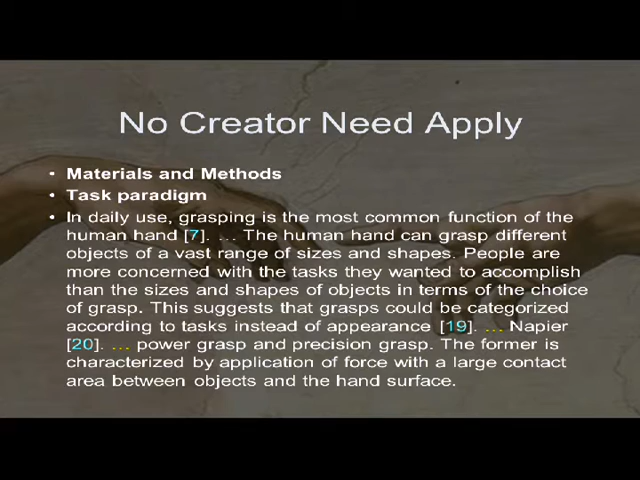 No Creator Need Apply
• Materials and Methods
• Task paradigm
• In daily use, grasping is the most common function of the
human hand [7]. … The human hand can grasp different
objects of a vast range of sizes and shapes. People are
more concerned with the tasks they wanted to accomplish
than the sizes and shapes of objects in terms of the choice
of grasp. This suggests that grasps could be categorized
according to tasks instead of appearance [19]. … Napier
[20]. … power grasp and precision grasp. The former is
characterized by application of force with a large contact
area between objects and the hand surface.